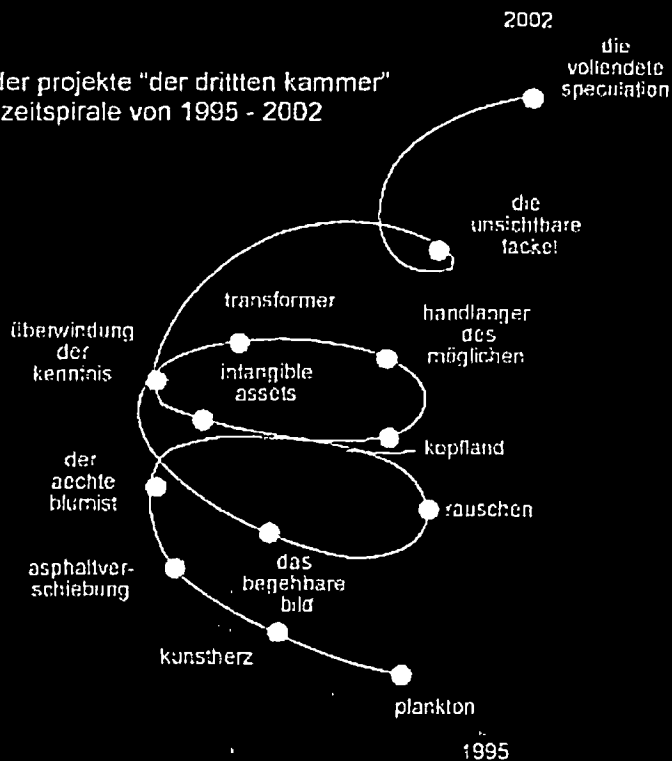 2002
die
vollendete
speculation
der projekte "der drittten kammer"
zeitspirale von 1995 - 2002
die
unsichtbare
fackel
transformer
handlanger
des
möglichen
überwindung
der
kenntnis
intangible
assets
kopfland
der
aechte
blumist
rauschen
asphaltver-
schiebung
das
begehbare
bild
kunstherz
plankton
1995